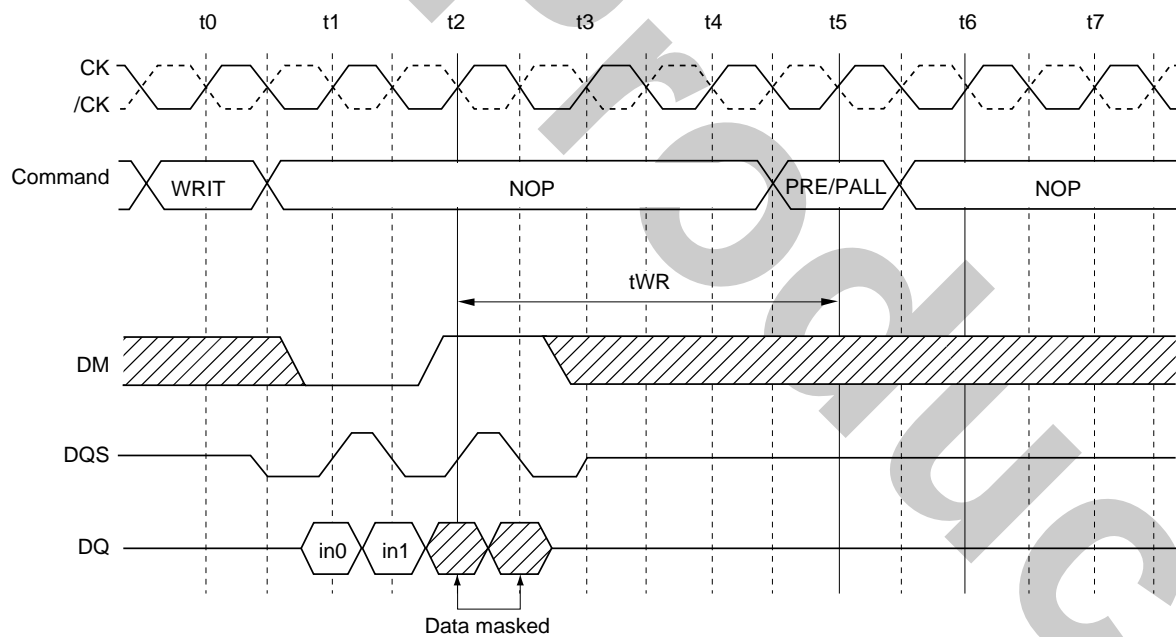 t0 t1 t2 t3 t4 t5 t6 t7
CK
/CK
Command WRIT NOP PRE/PALL NOP
tWR
DM
DQS
DQ in0 in1
Data masked
roduc